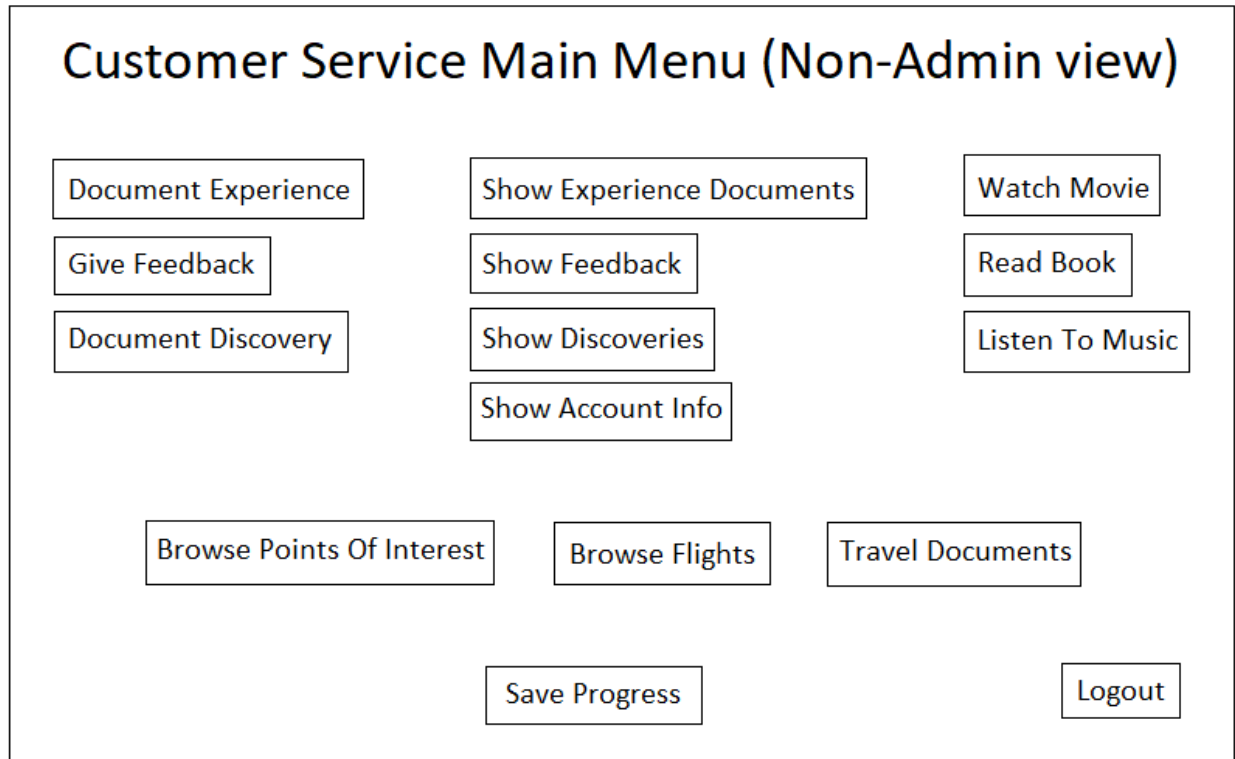 Customer Service Main Menu (Non-Admin view)
Document Experience
Give Feedback
Document Discovery
Show Experience Documents
Show Feedback
Show Discoveries
Show Account Info
Watch Movie
Read Book
Listen To Music
Browse Points Of Interest
Browse Flights
Travel Documents
Save Progress
Logout